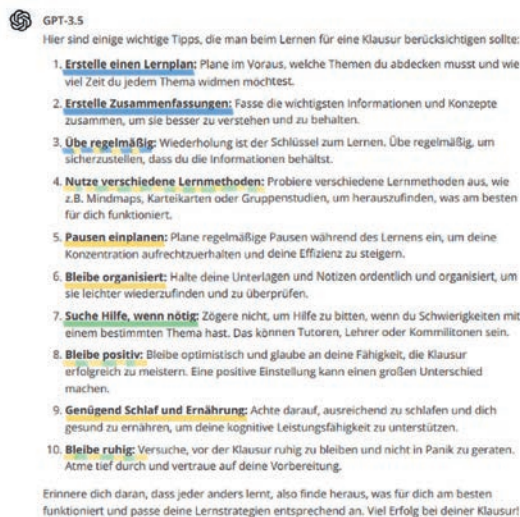 GPT-3.5
Hier sind einige wichtige Tipps, die man beim Lernen für eine Klausur berücksichtigen sollte:
1. Erstelle einen Lernplan: Plane im Voraus, welche Themen du abdecken musst und wie
viel Zeit du jedem Thema widmen möchtest.
2. Erstelle Zusammenfassungen: Fasse die wichtigsten Informationen und Konzepte
zusammen, um sie besser zu verstehen und zu behalten.
3. Übe regelmäßig: Wiederholung ist der Schlüssel zum Lernen. Übe regelmäßig, um
sicherzustellen, dass du die Informationen behältst.
4. Nutze verschiedene Lernmethoden: Probiere verschiedene Lernmethoden aus, wie
z.B. Mindmaps, Karteikarten oder Gruppenstudien, um herauszufinden, was am besten
für dich funktioniert.
5. Pausen einplanen: Plane regelmäßige Pausen während des Lernens ein, um deine
Konzentration aufrechtzuerhalten und deine Effizienz zu steigern.
6. Bleibe organisiert: Halte deine Unterlagen und Notizen ordentlich und organisiert, um
sie leichter wiederzufinden und zu überprüfen.
7. Suche Hilfe, wenn nötig: Zögere nicht, um Hilfe zu bitten, wenn du Schwierigkeiten mit
einem bestimmten Thema hast. Das können Tutoren, Lehrer oder Kommilitonen sein.
8. Bleibe positiv: Bleibe optimistisch und glaube an deine Fähigkeit, die Klausur
erfolgreich zu meistern. Eine positive Einstellung kann einen großen Unterschied
machen.
9. Genügend Schlaf und Ernährung: Achte darauf, ausreichend zu schlafen und dich
gesund zu ernähren, um deine kognitive Leistungsfähigkeit zu unterstützen.
10. Bleibe ruhig: Versuche, vor der Klausur ruhig zu bleiben und nicht in Panik zu geraten.
Atme tief durch und vertraue auf deine Vorbereitung.
Erinnere dich daran, dass jeder anders lernt, also finde heraus, was für dich am besten
funktioniert und passe deine Lernstrategien entsprechend an. Viel Erfolg bei deiner Klausur!